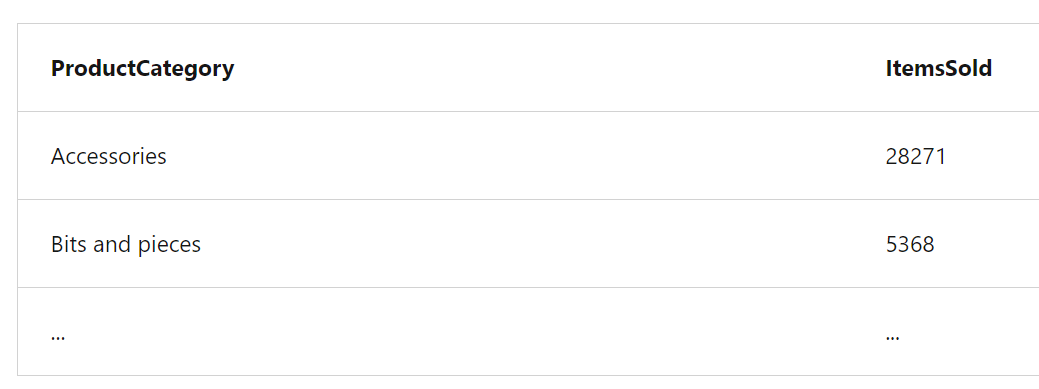 ProductCategory ItemsSold
Accessories 28271
Bits and pieces 5368
... ...